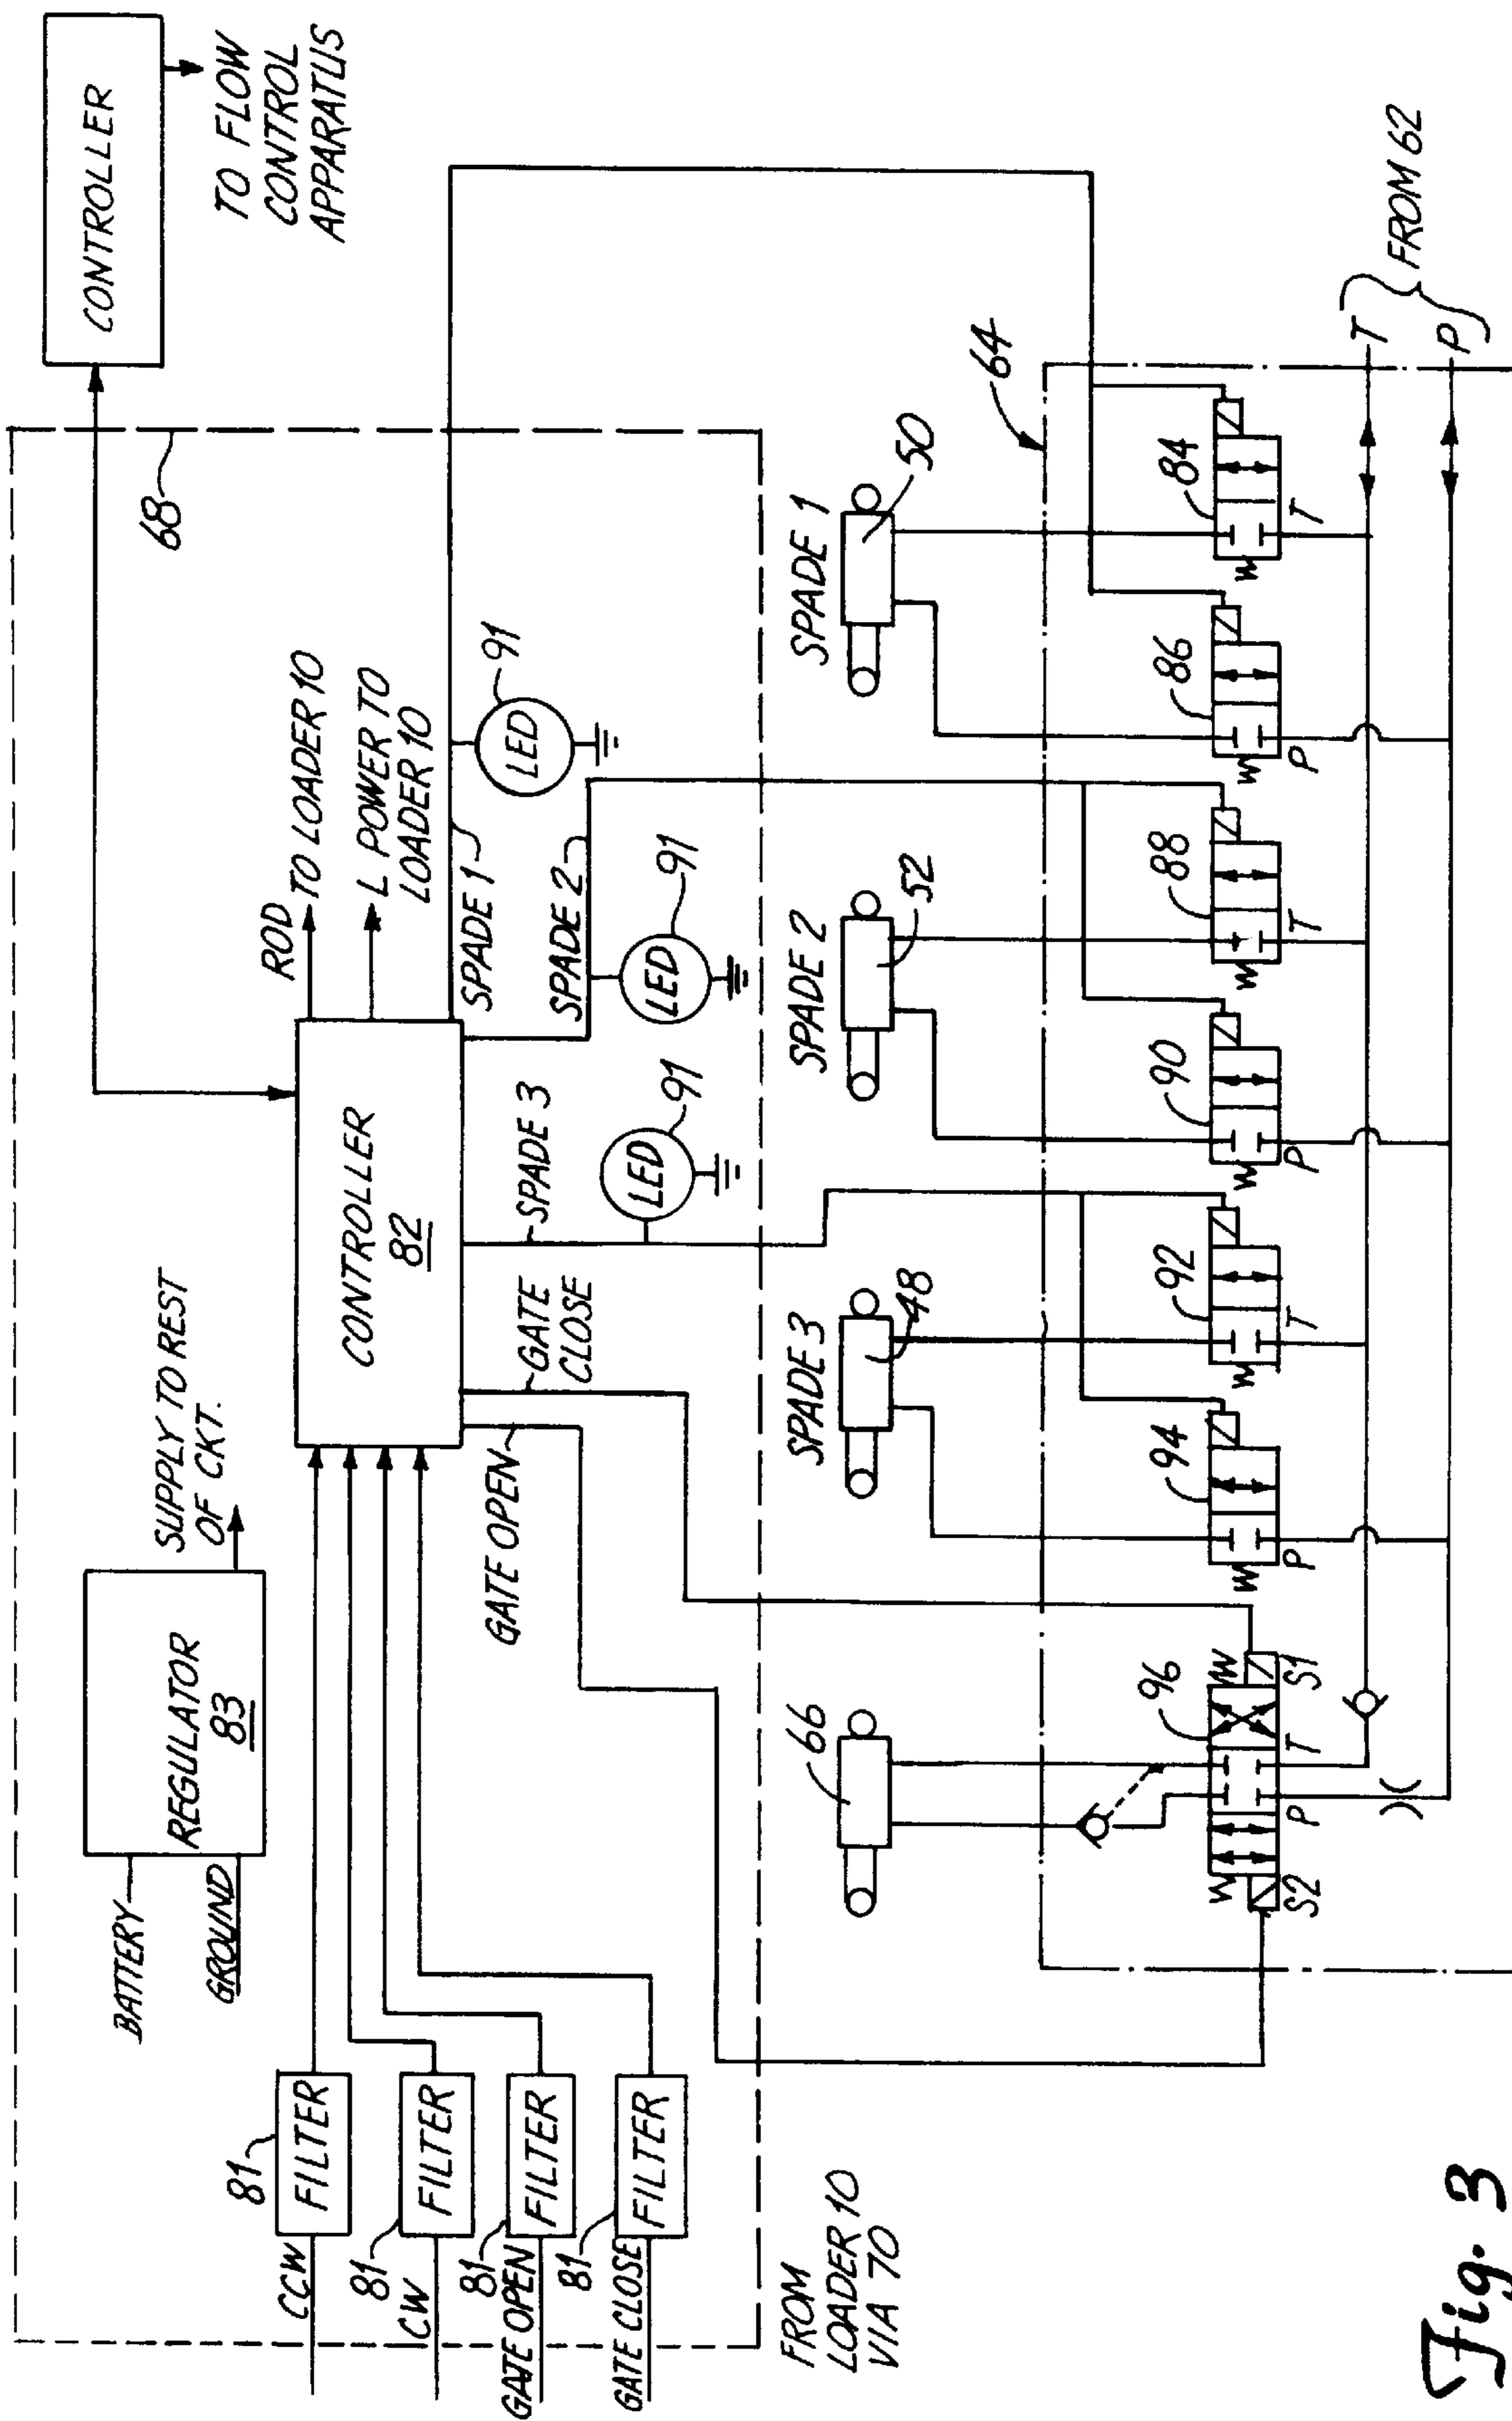 CONTROLLER
TO FLOW
CONTROL
APPARATUS
68
BATTERY
GROUND
REGULATOR
83
SUPPLY TO REST
OF CKT.
ROD
TO LOADER 10
L POWER TO
LOADER 10
CONTROLLER
82
81
FILTER
CCW
81
FILTER
CW
81
FILTER
GATE OPEN
81
FILTER
GATE CLOSE
FROM
LOADER 10
VIA 70
GATE OPEN
GATE
CLOSE
SPADE 3
SPADE 2
SPADE 1
LED
91
LED
91
LED
91
66
SPADE 3
48
SPADE 2
52
SPADE 1
50
64
96
94
92
90
88
86
84
S2
P
T
S1
P
T
P
T
P
T
T
P
FROM 62
Fig. 3